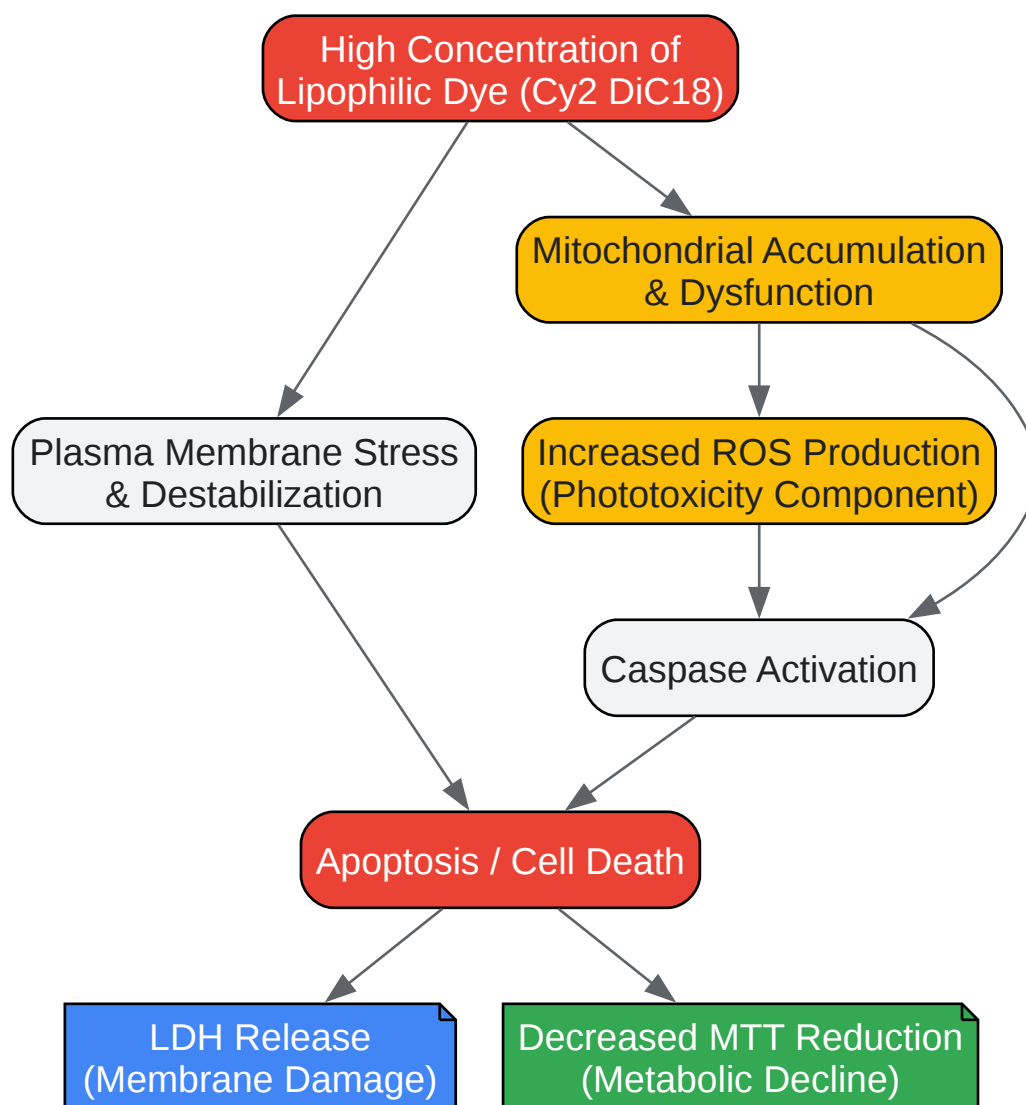 High Concentration of
Lipophilic Dye (Cy2 DiC18)
Mitochondrial Accumulation
& Dysfunction
Plasma Membrane Stress
& Destabilization
Increased ROS Production
(Phototoxicity Component)
Caspase Activation
Apoptosis / Cell Death
LDH Release
(Membrane Damage)
Decreased MTT Reduction
(Metabolic Decline)